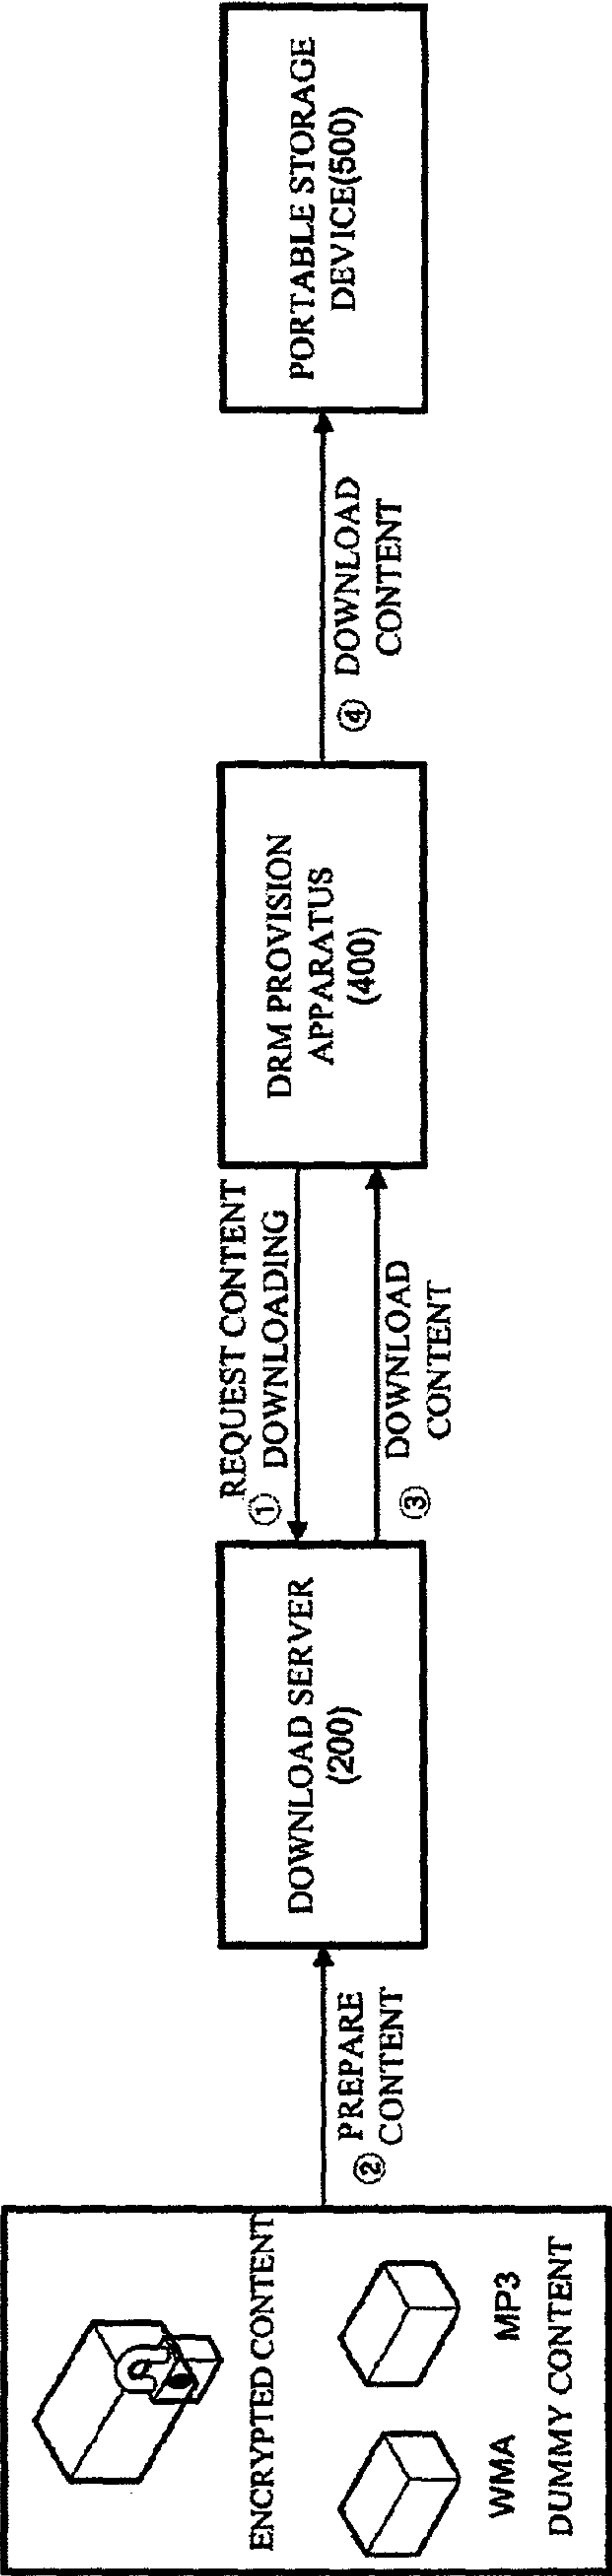 ENCRYPTED CONTENT
WMA
MP3
DUMMY CONTENT
② PREPARE
CONTENT
DOWNLOAD SERVER
(200)
REQUEST CONTENT
① DOWNLOADING
③ DOWNLOAD
CONTENT
DRM PROVISION
APPARATUS
(400)
④ DOWNLOAD
CONTENT
PORTABLE STORAGE
DEVICE(500)